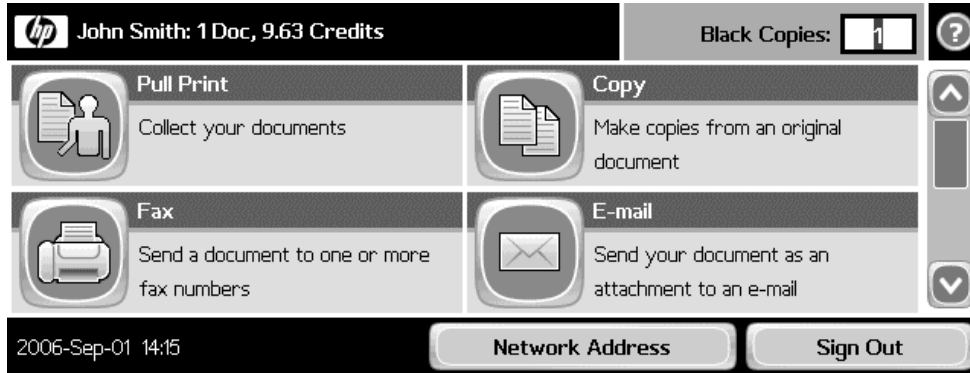 hp John Smith: 1 Doc, 9.63 Credits
Black Copies: 1 ?
Pull Print
Collect your documents
Copy
Make copies from an original
document
Fax
Send a document to one or more
fax numbers
E-mail
Send your document as an
attachment to an e-mail
2006-Sep-01 14:15
Network Address
Sign Out